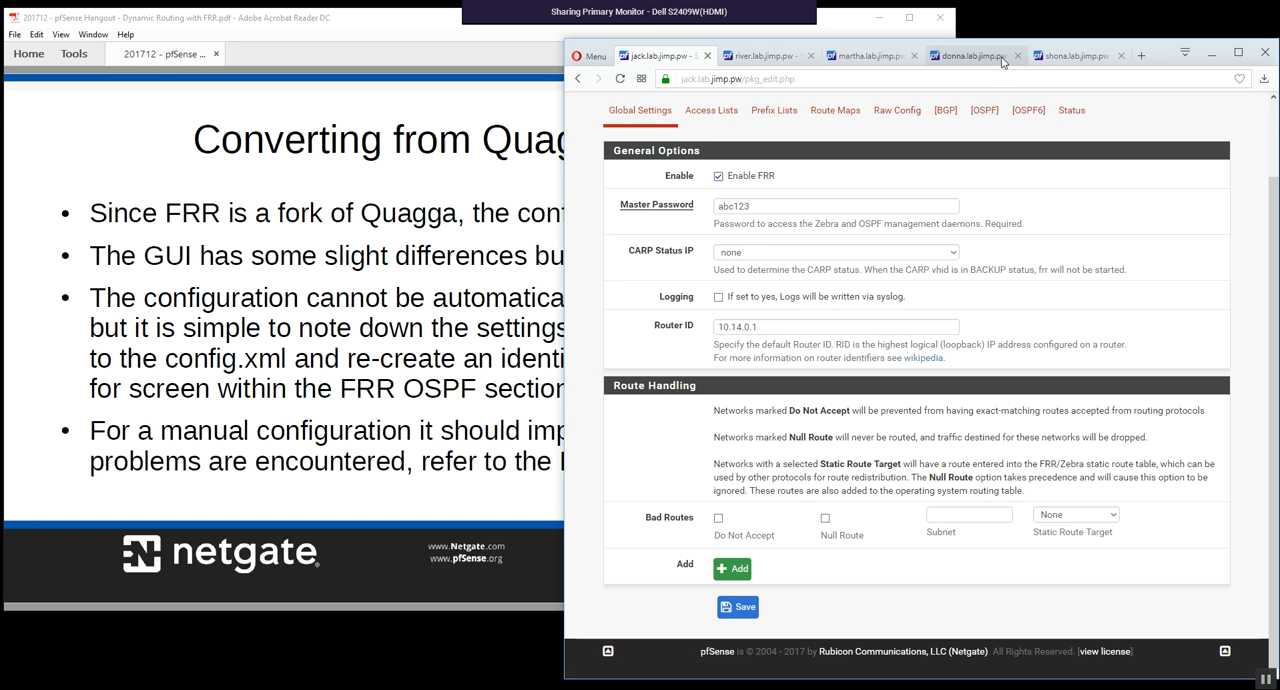 Sharing Primary Monitor - Dell S2409W(HDMI)
201712 - pfSense Hangout - Dynamic Routing with FRR.pdf - Adobe Acrobat Reader DC
File Edit View Window Help
Home Tools 201712 - pfSense ... ×
Menu jack.lab.jimp.pw - S river.lab.jimp.pw - martha.lab.jimp.pw donna.lab.jimp.pw shona.lab.jimp.pw
jack.lab.jimp.pw/pkg_edit.php
Converting from Quag
Since FRR is a fork of Quagga, the con
The GUI has some slight differences bu
The configuration cannot be automatica
but it is simple to note down the settings
to the config.xml and re-create an identi
for screen within the FRR OSPF section
For a manual configuration it should imp
problems are encountered, refer to the
netgate
www.Netgate.com
www.pfSense.org
Global Settings Access Lists Prefix Lists Route Maps Raw Config [BGP] [OSPF] [OSPF6] Status
General Options
Enable Enable FRR
Master Password abc123
Password to access the Zebra and OSPF management daemons. Required.
CARP Status IP none
Used to determine the CARP status. When the CARP vhid is in BACKUP status, frr will not be started.
Logging If set to yes, Logs will be written via syslog.
Router ID 10.14.0.1
Specify the default Router ID. RID is the highest logical (loopback) IP address configured on a router.
For more information on router identifiers see wikipedia.
Route Handling
Networks marked Do Not Accept will be prevented from having exact-matching routes accepted from routing protocols
Networks marked Null Route will never be routed, and traffic destined for these networks will be dropped.
Networks with a selected Static Route Target will have a route entered into the FRR/Zebra static route table, which can be
used by other protocols for route redistribution. The Null Route option takes precedence and will cause this option to be
ignored. These routes are also added to the operating system routing table.
Bad Routes None
Do Not Accept Null Route Subnet Static Route Target
Add + Add
Save
pfSense is © 2004 - 2017 by Rubicon Communications, LLC (Netgate). All Rights Reserved. [view license]